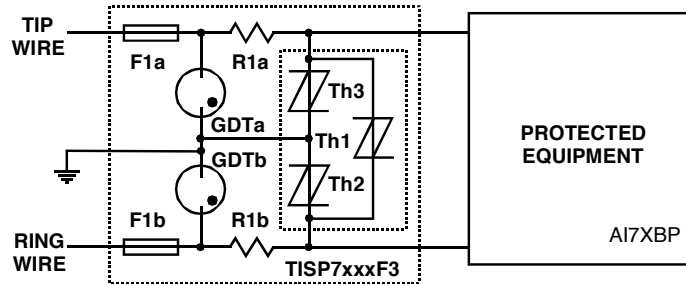 TIP
WIRE
F1a
R1a
Th3
GDTa
Th1
PROTECTED
EQUIPMENT
GDTb
Th2
F1b
R1b
RING
WIRE
TISP7xxxF3
AI7XBP